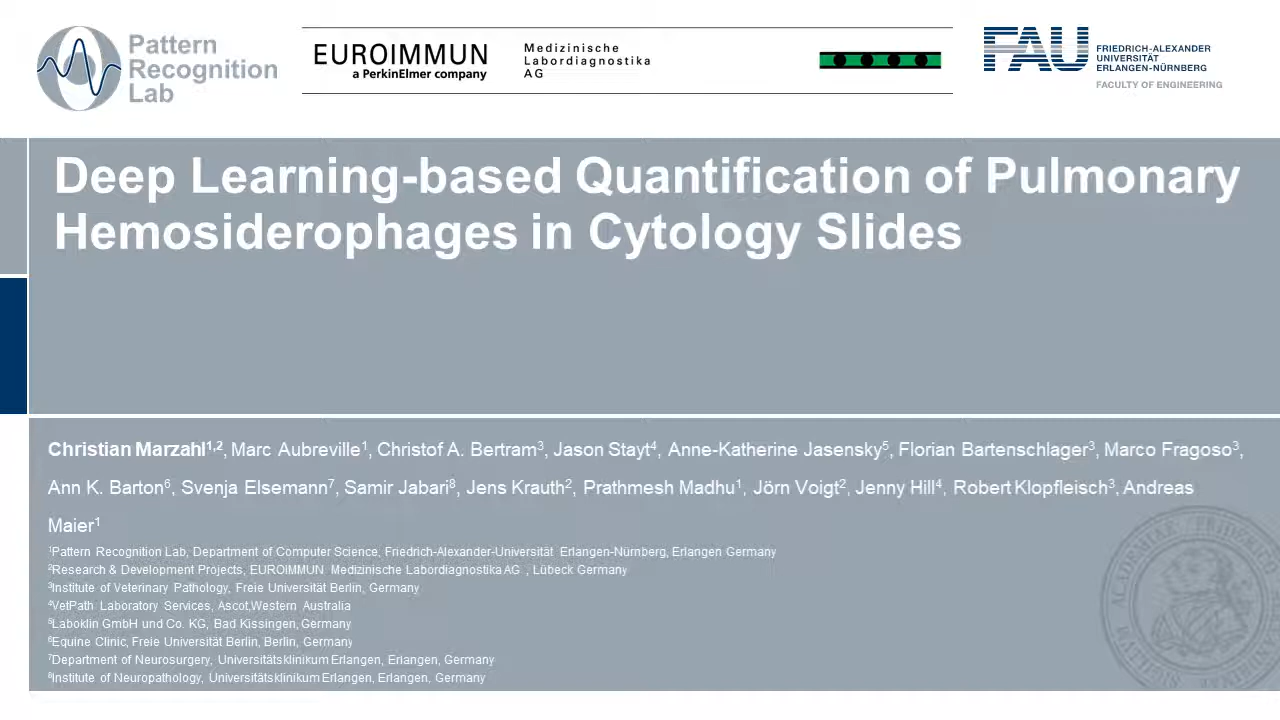 Pattern
Recognition
Lab
EUROIMMUN
a PerkinElmer company
Medizinische
Labordiagnostika
AG
FAU
FRIEDRICH-ALEXANDER
UNIVERSITÄT
ERLANGEN-NÜRNBERG
FACULTY OF ENGINEERING
Deep Learning-based Quantification of Pulmonary
Hemosiderophages in Cytology Slides
Christian Marzahl1,2, Marc Aubreville1, Christof A. Bertram3, Jason Stayt4, Anne-Katherine Jasensky5, Florian Bartenschlager3, Marco Fragoso3,
Ann K. Barton6, Svenja Elsemann7, Samir Jabari8, Jens Krauth2, Prathmesh Madhu1, Jörn Voigt2, Jenny Hill4, Robert Klopfleisch3, Andreas
Maier1
1Pattern Recognition Lab, Department of Computer Science, Friedrich-Alexander-Universität Erlangen-Nürnberg, Erlangen Germany
2Research & Development Projects, EUROIMMUN Medizinische Labordiagnostika AG , Lübeck Germany
3Institute of Veterinary Pathology, Freie Universität Berlin, Germany
4VetPath Laboratory Services, Ascot,Western Australia
5Laboklin GmbH und Co. KG, Bad Kissingen, Germany
6Equine Clinic, Freie Universität Berlin, Berlin, Germany
7Department of Neurosurgery, Universitätsklinikum Erlangen, Erlangen, Germany
8Institute of Neuropathology, Universitätsklinikum Erlangen, Erlangen, Germany